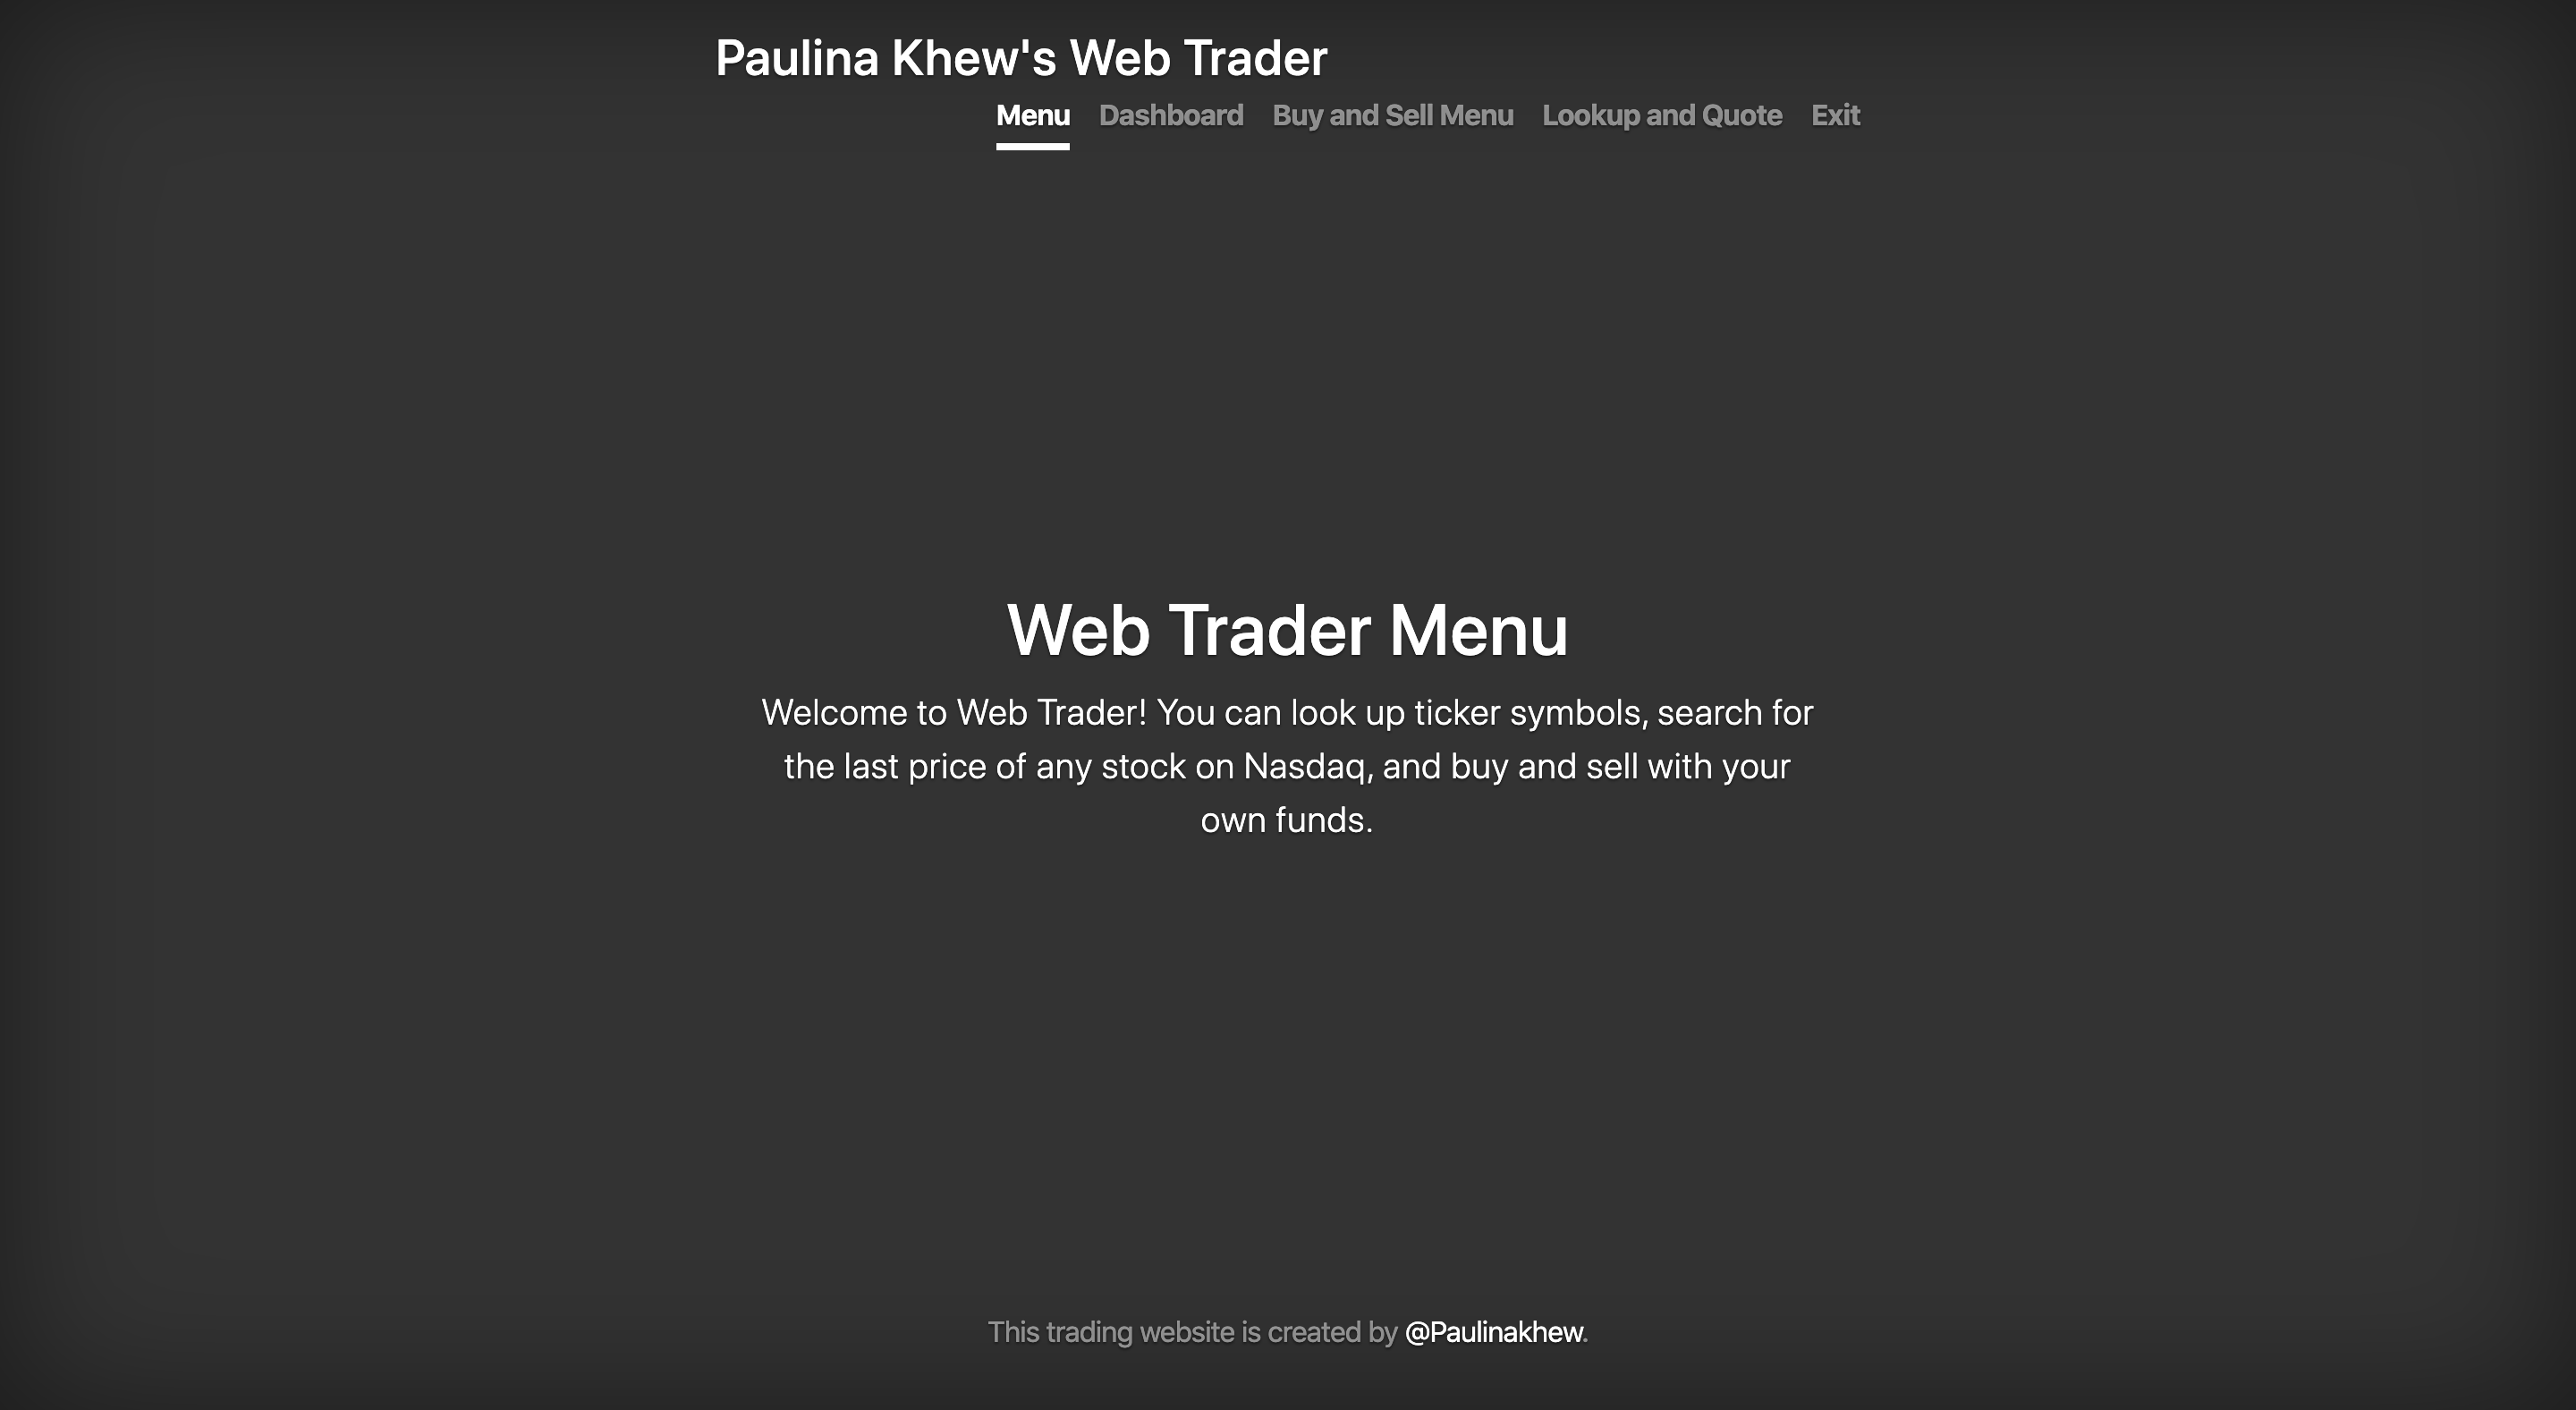 Paulina Khew's Web Trader
Menu Dashboard Buy and Sell Menu Lookup and Quote Exit
Web Trader Menu
Welcome to Web Trader! You can look up ticker symbols, search for
the last price of any stock on Nasdaq, and buy and sell with your
own funds.
This trading website is created by @Paulinakhew.